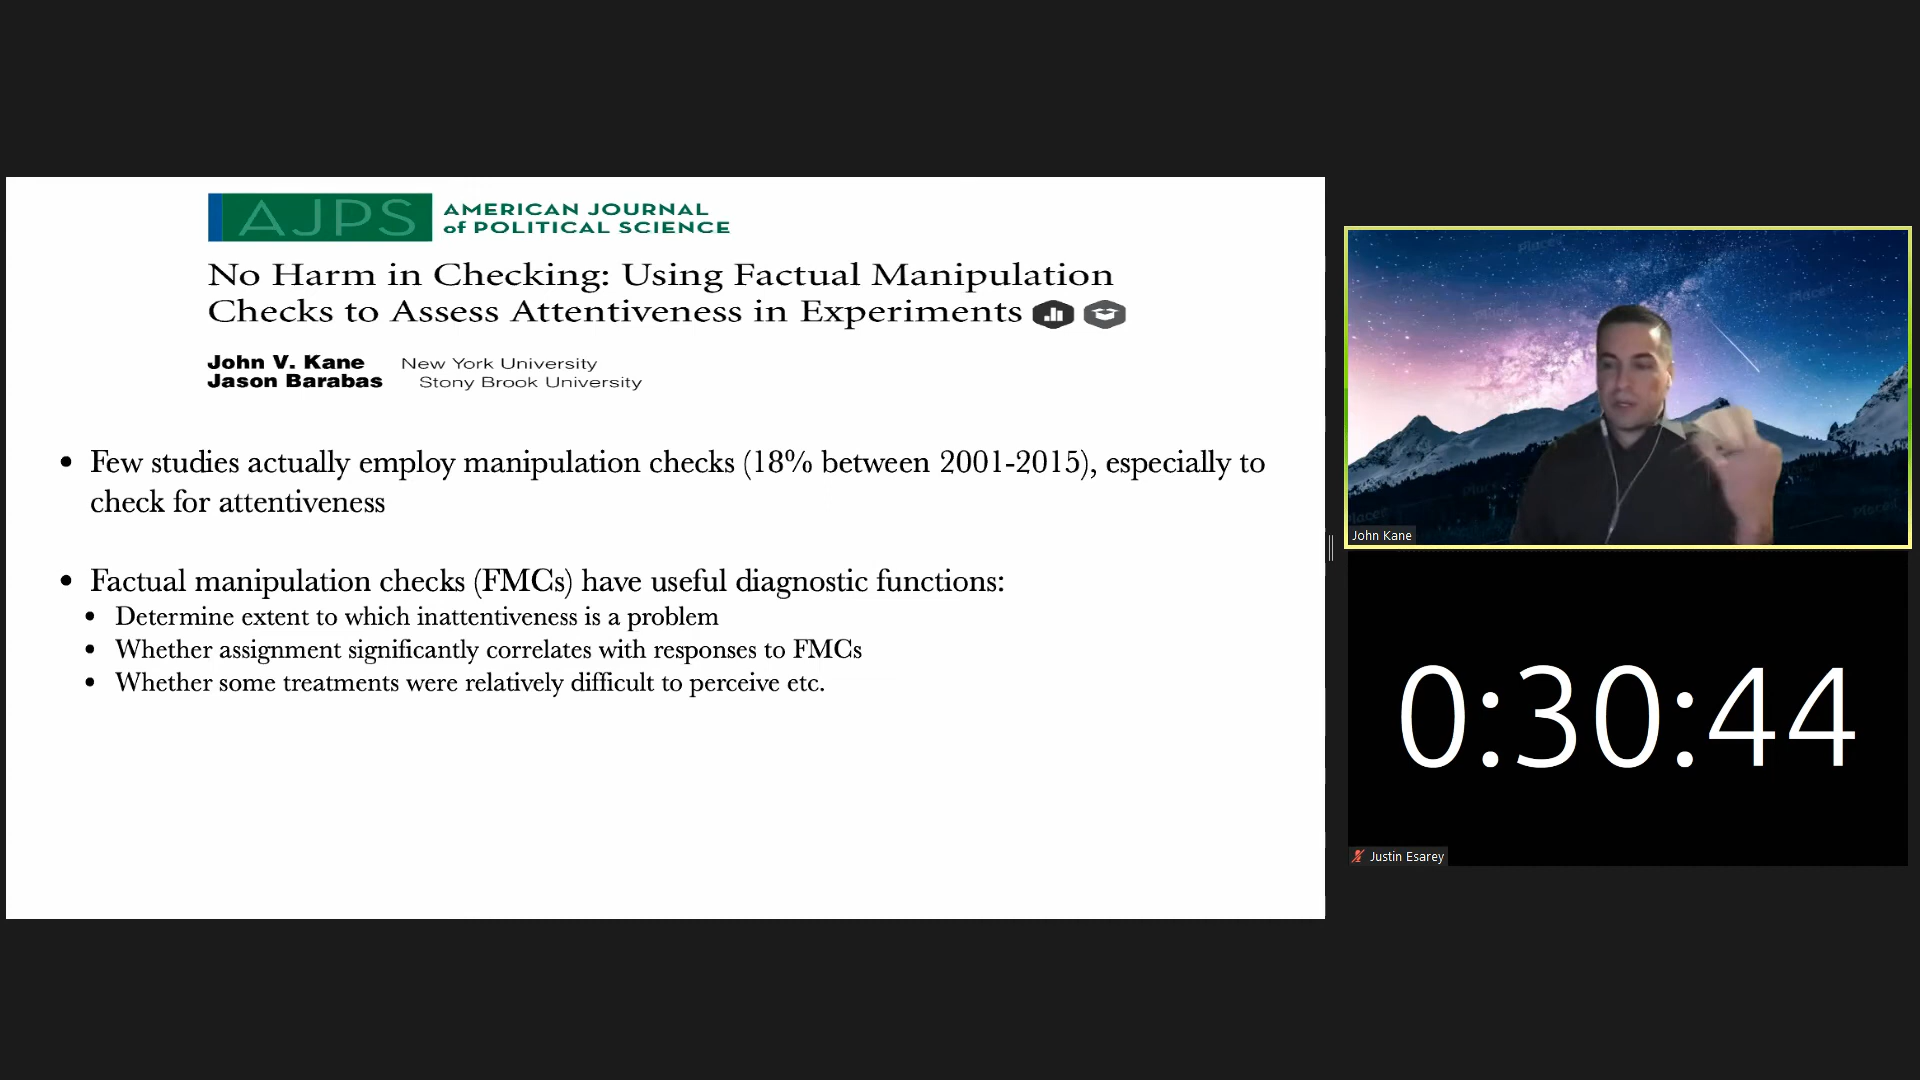 AJPS AMERICAN JOURNAL
of POLITICAL SCIENCE
No Harm in Checking: Using Factual Manipulation
Checks to Assess Attentiveness in Experiments
John V. Kane New York University
Jason Barabas Stony Brook University
• Few studies actually employ manipulation checks (18% between 2001-2015), especially to
check for attentiveness
• Factual manipulation checks (FMCs) have useful diagnostic functions:
• Determine extent to which inattentiveness is a problem
• Whether assignment significantly correlates with responses to FMCs
• Whether some treatments were relatively difficult to perceive etc.
Placeit
Placeit
Placeit
Placeit
John Kane
0:30:44
Justin Esarey